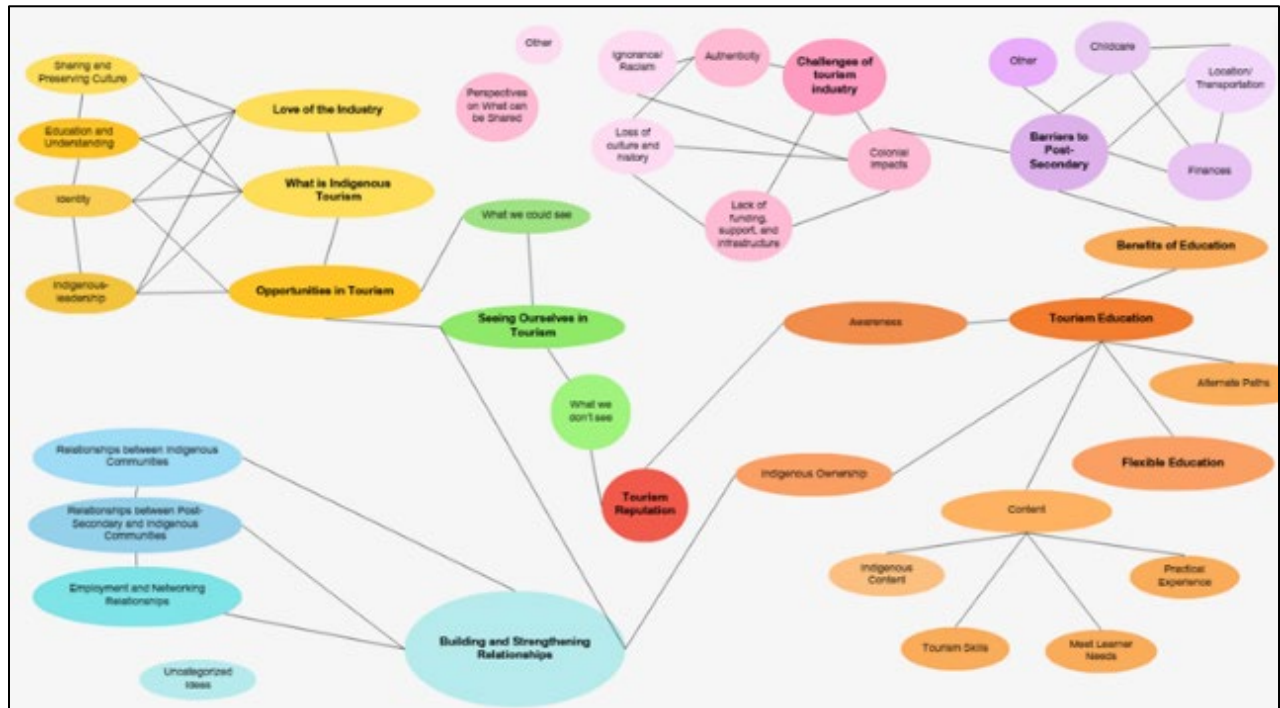 Other
Sharing and
Preserving Culture
Education and
Understanding
Identity
Indigenous-
leadership
Love of the Industry
What is Indigenous
Tourism
Opportunities in Tourism
Perspectives
on What can
be Shared
What we could see
Seeing Ourselves in
Tourism
What we
don't see
Tourism
Reputation
Ignorance/
Racism
Authenticity
Challenges of
tourism
industry
Loss of
culture and
history
Colonial
Impacts
Lack of
funding,
support, and
infrastructure
Other
Childcare
Location/
Transportation
Barriers to
Post-
Secondary
Finances
Benefits of Education
Awareness
Tourism Education
Alternate Paths
Flexible Education
Indigenous Ownership
Content
Indigenous
Content
Practical
Experience
Tourism Skills
Meet Learner
Needs
Relationships between Indigenous
Communities
Relationships between Post-
Secondary and Indigenous
Communities
Employment and Networking
Relationships
Building and Strengthening
Relationships
Uncategorized
Ideas